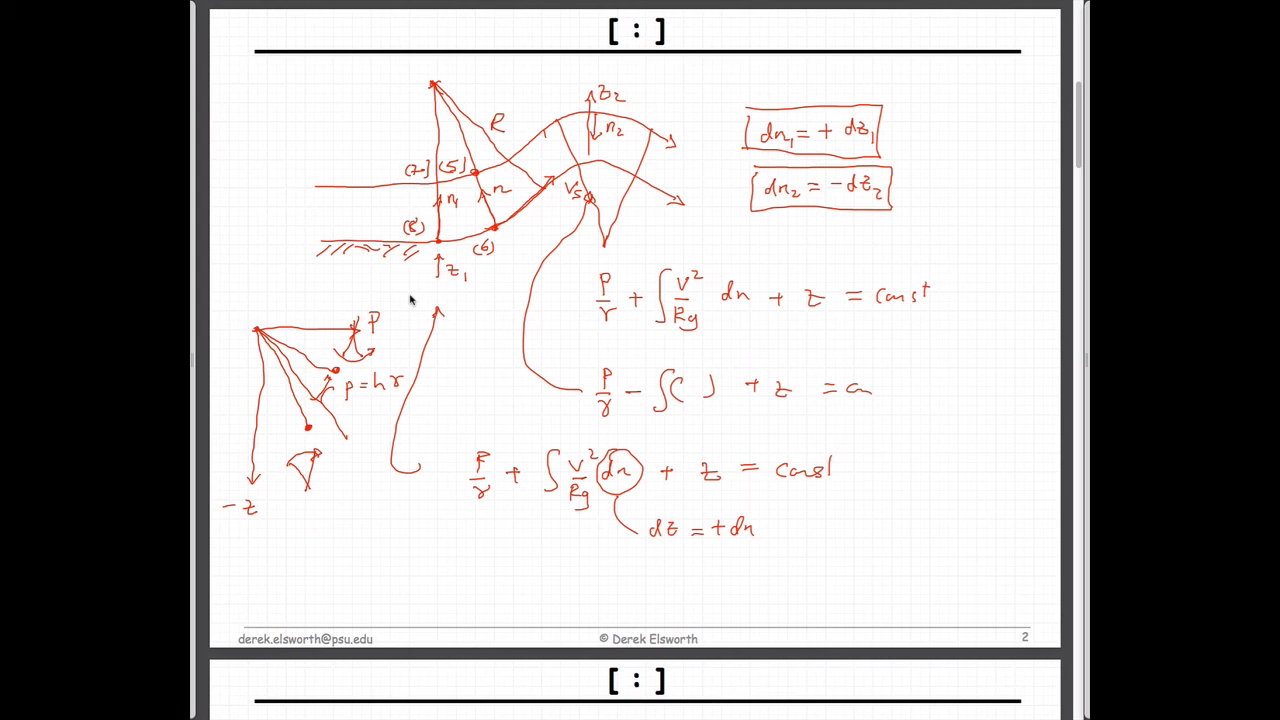 [ : ]
z₂
R
n₂
dn₁ = + dz₁
(7) (5)
n
dn₂ = - dz₂
n₁
V₅
(8)
(6)
z₁
P/γ + ∫ V²/Rg dn + z = const
P
p = hγ
P/γ - ∫( ) + z = cn
P/γ + ∫ V²/Rg dn + z = const
- z
dz = + dn
derek.elsworth@psu.edu
© Derek Elsworth
2
[ : ]